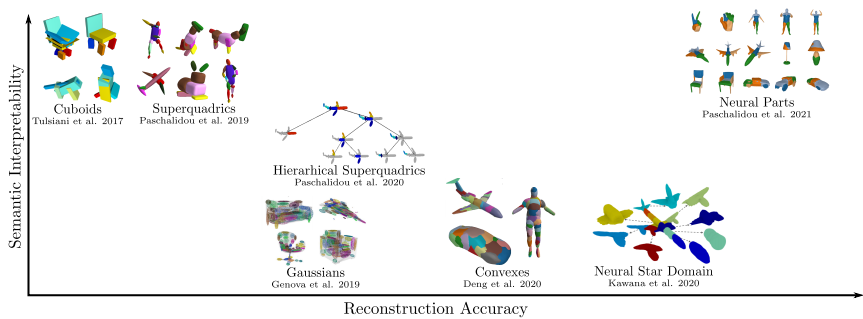 Semantic Interpretability
Cuboids
Tulsiani et al. 2017
Superquadrics
Paschalidou et al. 2019
Neural Parts
Paschalidou et al. 2021
Hierarhical Superquadrics
Paschalidou et al. 2020
Gaussians
Genova et al. 2019
Convexes
Deng et al. 2020
Neural Star Domain
Kawana et al. 2020
Reconstruction Accuracy